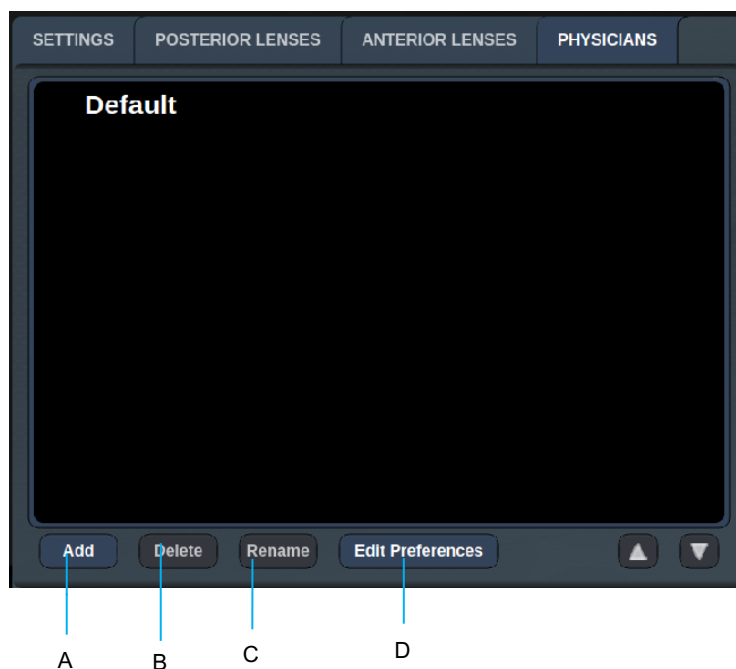 SETTINGS POSTERIOR LENSES ANTERIOR LENSES PHYSICIANS
Default
Add Delete Rename Edit Preferences
A B C D